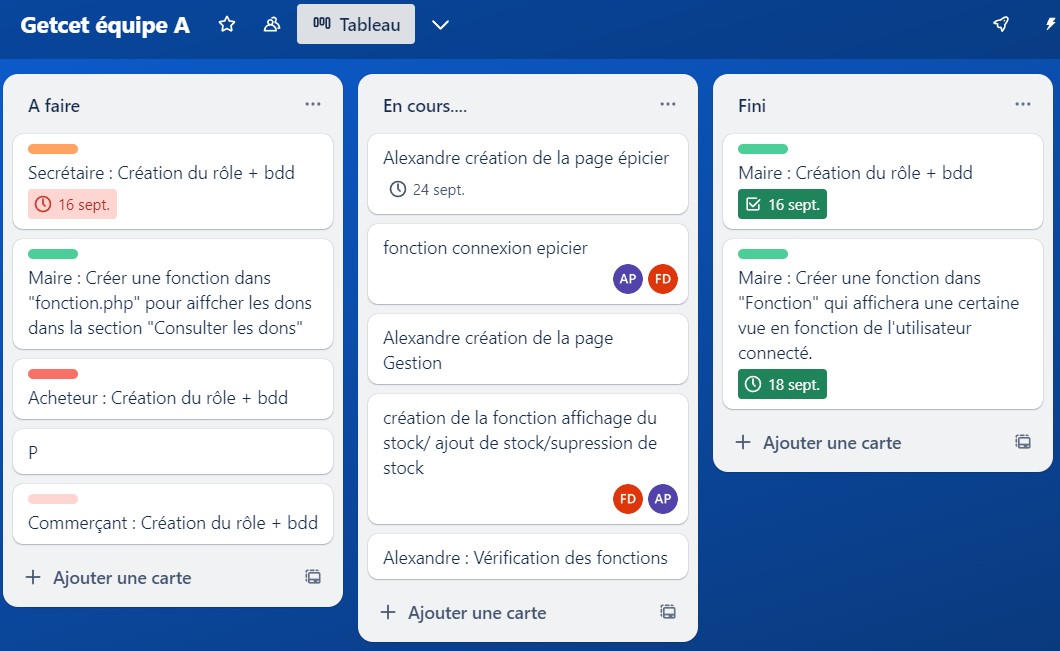 Getcet équipe A
Tableau
A faire
Secrétaire : Création du rôle + bdd
16 sept.
Maire : Créer une fonction dans
"fonction.php" pour aiffcher les dons
dans la section "Consulter les dons"
Acheteur : Création du rôle + bdd
P
Commerçant : Création du rôle + bdd
Ajouter une carte
En cours....
Alexandre création de la page épicier
24 sept.
fonction connexion epicier
AP
FD
Alexandre création de la page
Gestion
création de la fonction affichage du
stock/ ajout de stock/supression de
stock
FD
AP
Alexandre : Vérification des fonctions
Ajouter une carte
Fini
Maire : Création du rôle + bdd
16 sept.
Maire : Créer une fonction dans
"Fonction" qui affichera une certaine
vue en fonction de l'utilisateur
connecté.
18 sept.
Ajouter une carte